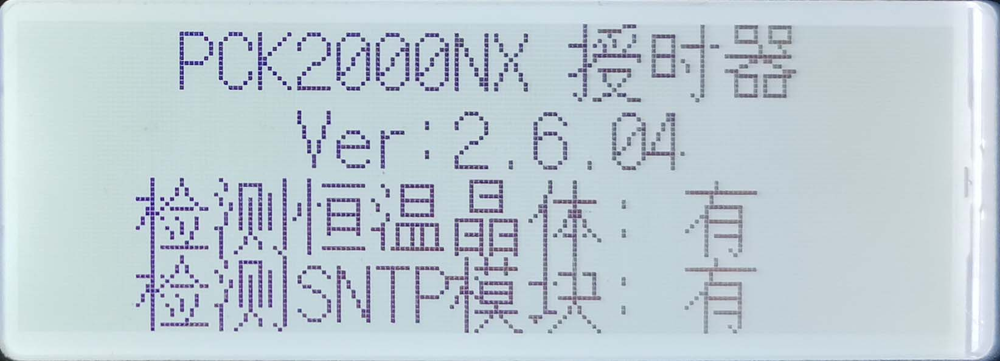 PCK2000NX 授时器
Ver:2.6.04
检测恒温晶体: 有
检测SNTP模块: 有